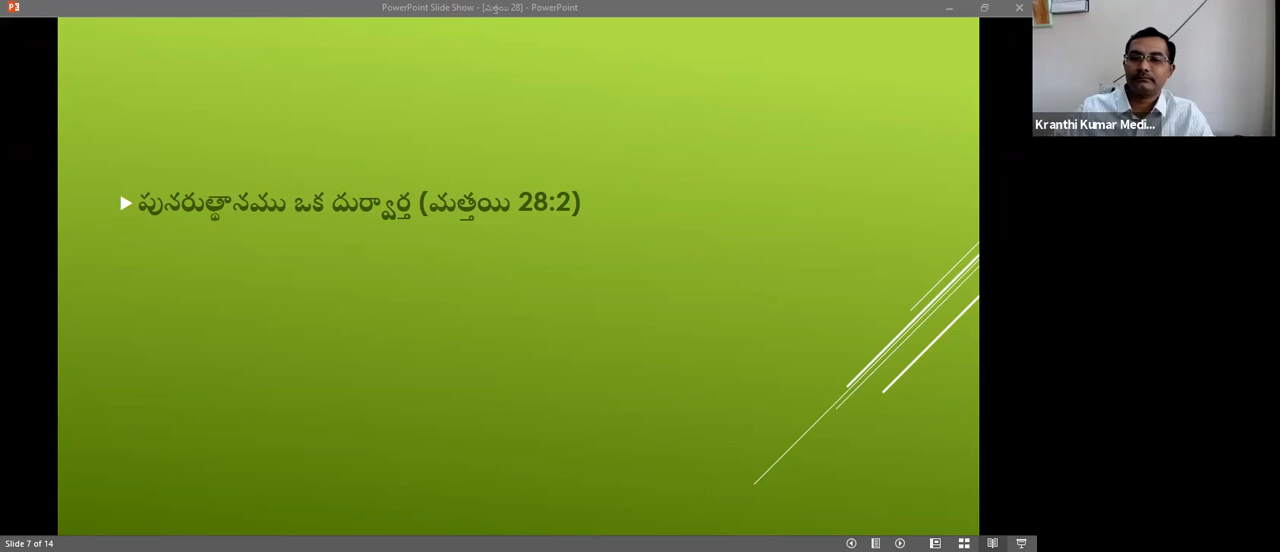 PowerPoint Slide Show - [మత్తయి 28] - PowerPoint
పునరుత్థానము ఒక దుర్వార్త (మత్తయి 28:2)
Kranthi Kumar Medi...
Slide 7 of 14